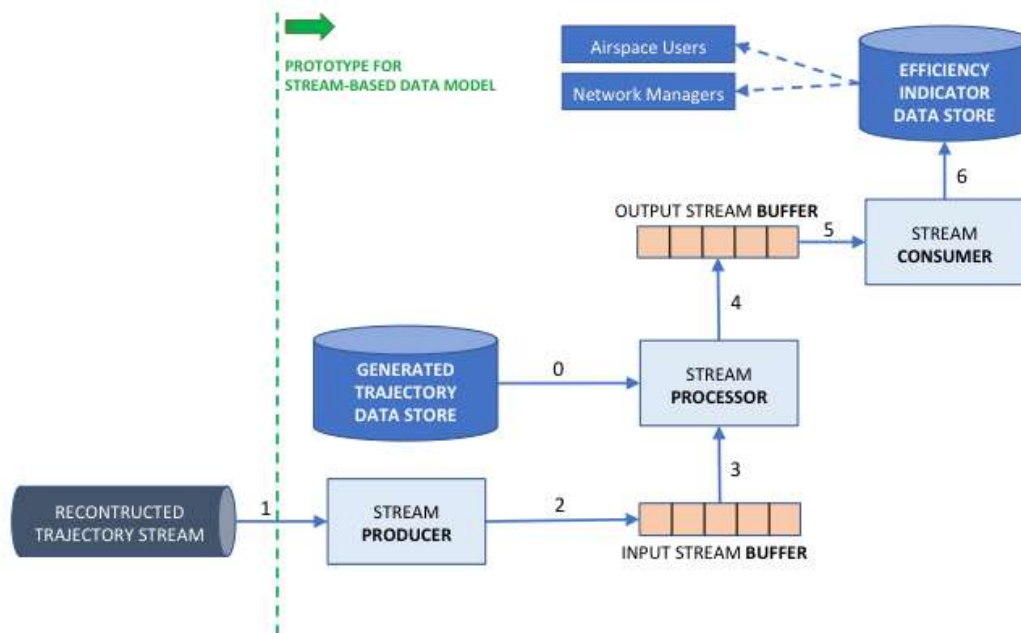 PROTOTYPE FOR
STREAM-BASED DATA MODEL
Airspace Users
Network Managers
EFFICIENCY
INDICATOR
DATA STORE
6
OUTPUT STREAM BUFFER
5
STREAM
CONSUMER
4
GENERATED
TRAJECTORY
DATA STORE
0
STREAM
PROCESSOR
3
RECONTRUCTED
TRAJECTORY STREAM
1
STREAM
PRODUCER
2
INPUT STREAM BUFFER